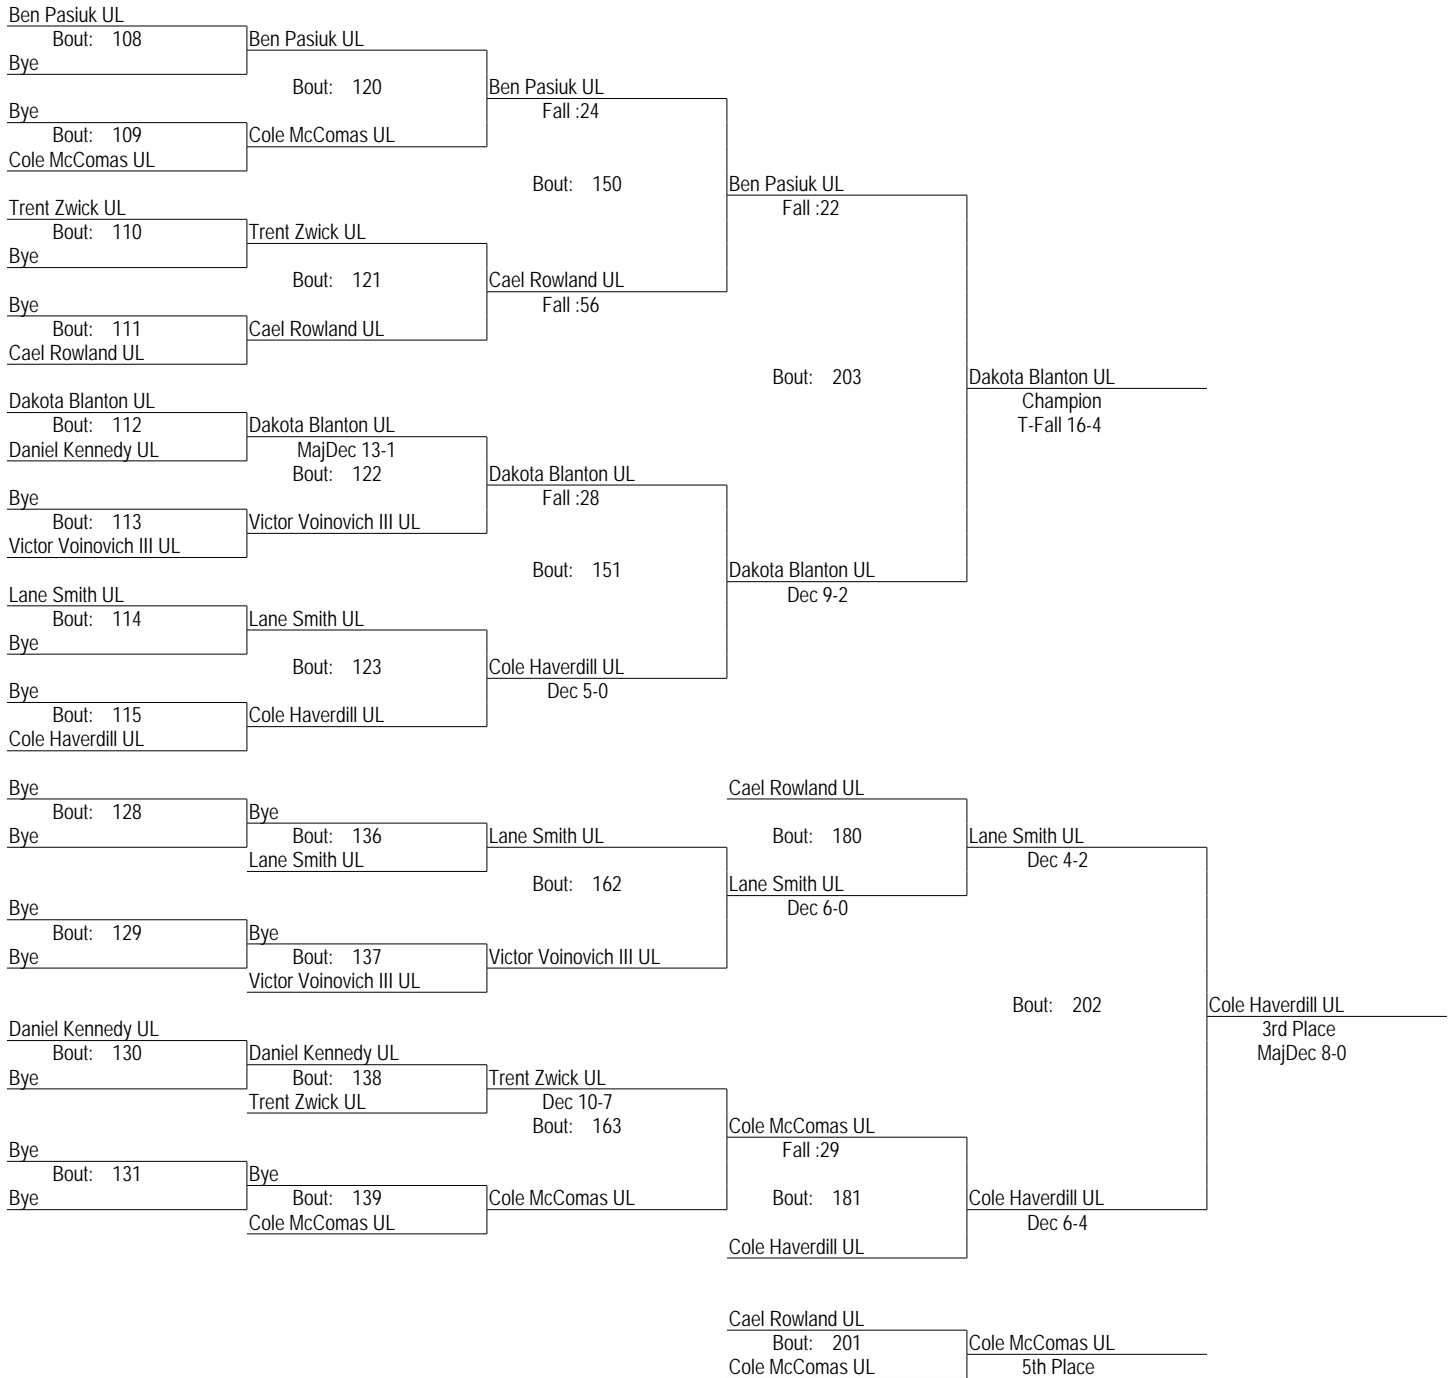 Ben Pasiuk UL
Bout: 108
Ben Pasiuk UL
Bye
Bout: 120
Ben Pasiuk UL
Bye
Fall :24
Bout: 109
Cole McComas UL
Cole McComas UL
Bout: 150
Ben Pasiuk UL
Trent Zwick UL
Fall :22
Bout: 110
Trent Zwick UL
Bye
Bout: 121
Cael Rowland UL
Bye
Fall :56
Bout: 111
Cael Rowland UL
Cael Rowland UL
Bout: 203
Dakota Blanton UL
Dakota Blanton UL
Champion
Bout: 112
Dakota Blanton UL
T-Fall 16-4
Daniel Kennedy UL
MajDec 13-1
Bout: 122
Dakota Blanton UL
Bye
Fall :28
Bout: 113
Victor Voinovich III UL
Victor Voinovich III UL
Bout: 151
Dakota Blanton UL
Lane Smith UL
Dec 9-2
Bout: 114
Lane Smith UL
Bye
Bout: 123
Cole Haverdill UL
Bye
Dec 5-0
Bout: 115
Cole Haverdill UL
Cole Haverdill UL
Bye
Cael Rowland UL
Bout: 128
Bye
Bye
Bout: 136
Lane Smith UL
Bout: 180
Lane Smith UL
Lane Smith UL
Dec 4-2
Bout: 162
Lane Smith UL
Bye
Dec 6-0
Bout: 129
Bye
Bye
Bout: 137
Victor Voinovich III UL
Victor Voinovich III UL
Bout: 202
Cole Haverdill UL
Daniel Kennedy UL
3rd Place
Bout: 130
Daniel Kennedy UL
MajDec 8-0
Bye
Bout: 138
Trent Zwick UL
Trent Zwick UL
Dec 10-7
Bout: 163
Cole McComas UL
Bye
Fall :29
Bout: 131
Bye
Bye
Bout: 139
Cole McComas UL
Bout: 181
Cole Haverdill UL
Cole McComas UL
Dec 6-4
Cole Haverdill UL
Cael Rowland UL
Bout: 201
Cole McComas UL
Cole McComas UL
5th Place